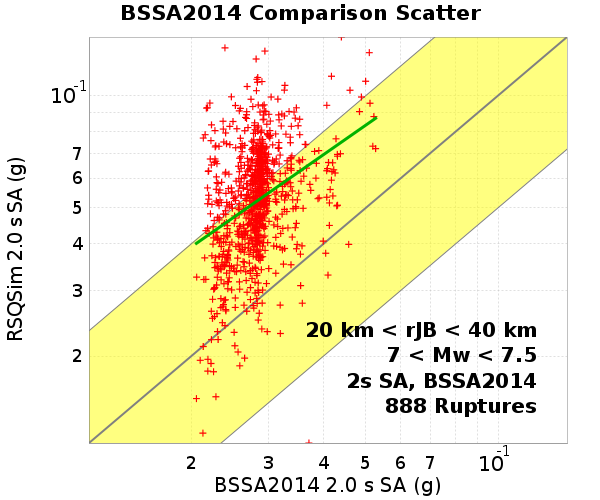 BSSA2014 Comparison Scatter
RSQSim 2.0 s SA (g)
10-1
7
6
5
4
3
2
20 km < rJB < 40 km
7 < Mw < 7.5
2s SA, BSSA2014
888 Ruptures
2 3 4 5 6 7 10-1
BSSA2014 2.0 s SA (g)